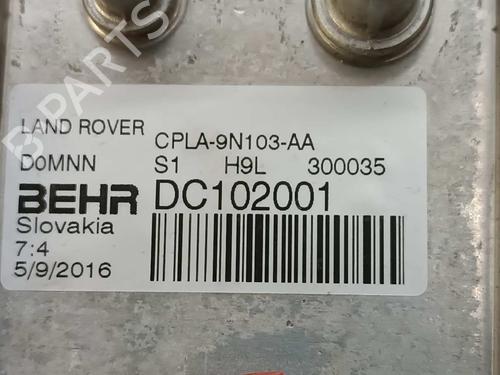 B-PARTS
LAND ROVER CPLA-9N103-AA
D0MNN S1 H9L 300035
BEHR DC102001
Slovakia
7:4
5/9/2016